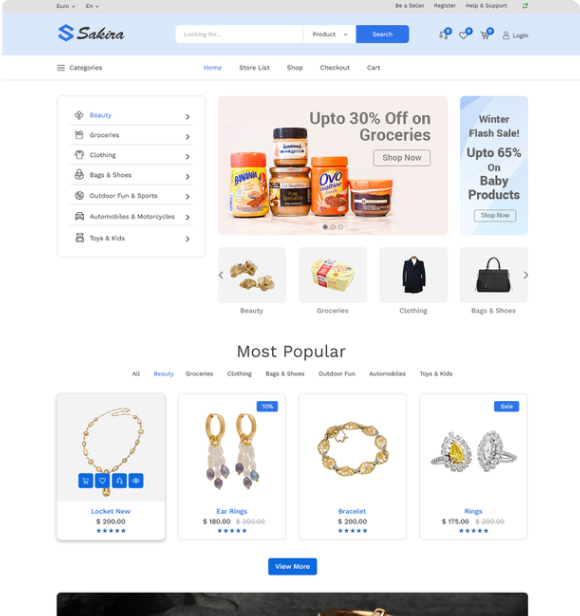 Euro
En
Be a Seller
Register
Help & Support
Sakira
Looking for...
Product
Search
0
0
0
Login
Categories
Home
Store List
Shop
Checkout
Cart
Beauty
Groceries
Clothing
Bags & Shoes
Outdoor Fun & Sports
Automobiles & Motorcycles
Toys & Kids
Upto 30% Off on
Groceries
Shop Now
BANANIA
OVO
Winter
Flash Sale!
Upto 65%
On
Baby
Products
Shop Now
Beauty
Groceries
Clothing
Bags & Shoes
Most Popular
All
Beauty
Groceries
Clothing
Bags & Shoes
Outdoor Fun
Automobiles
Toys & Kids
10%
Sale
Locket New
$ 200.00
Ear Rings
$ 180.00 $ 200.00
Bracelet
$ 200.00
Rings
$ 175.00 $ 200.00
View More